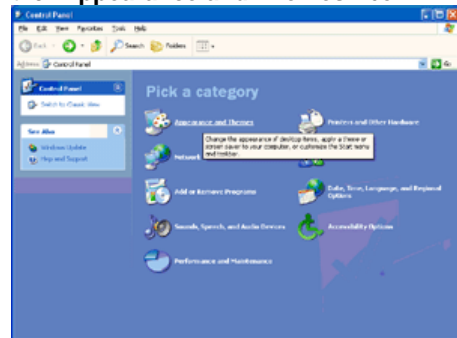 Control Panel
File Edit View Favorites Tools Help
Back Search Folders
Address Control Panel Go
Control Panel
Switch to Classic View
See Also
Windows Update
Help and Support
Pick a category
Appearance and Themes
Printers and Other Hardware
Change the appearance of desktop items, apply a theme or
screen saver to your computer, or customize the Start menu
and taskbar.
Network
Add or Remove Programs
Date, Time, Language, and Regional
Options
Sounds, Speech, and Audio Devices
Accessibility Options
Performance and Maintenance